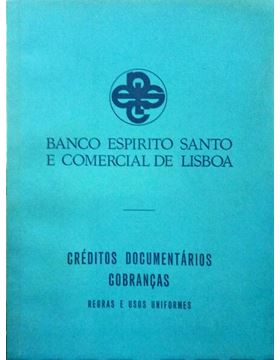 BANCO ESPIRITO SANTO
E COMERCIAL DE LISBOA
CRÉDITOS DOCUMENTÁRIOS
COBRANÇAS
REGRAS E USOS UNIFORMES